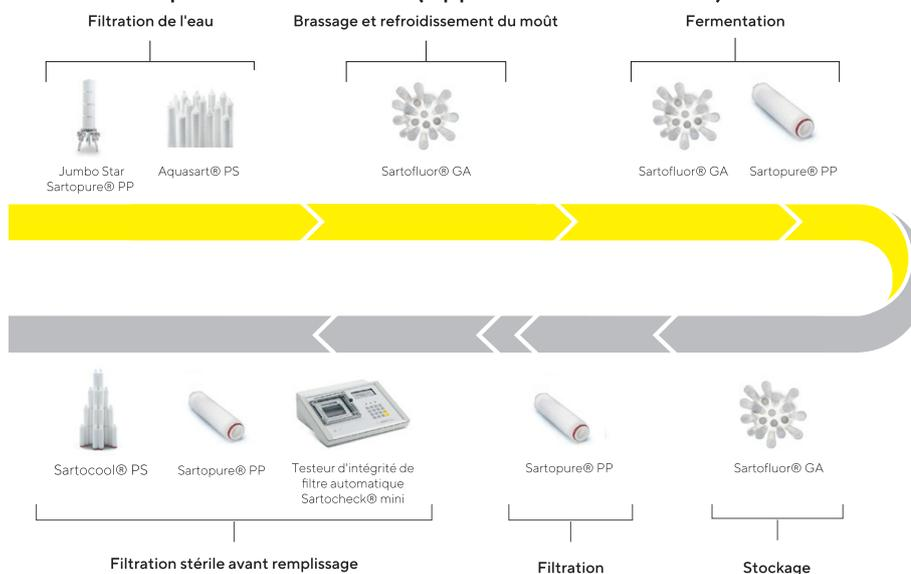 Filtration de l'eau
Brassage et refroidissement du moût
Fermentation
Jumbo Star
Sartopure® PP
Aquasart® PS
Sartofluor® GA
Sartofluor® GA
Sartopure® PP
Sartocool® PS
Sartopure® PP
Testeur d'intégrité de
filtre automatique
Sartocheck® mini
Sartopure® PP
Sartofluor® GA
Filtration stérile avant remplissage
Filtration
Stockage